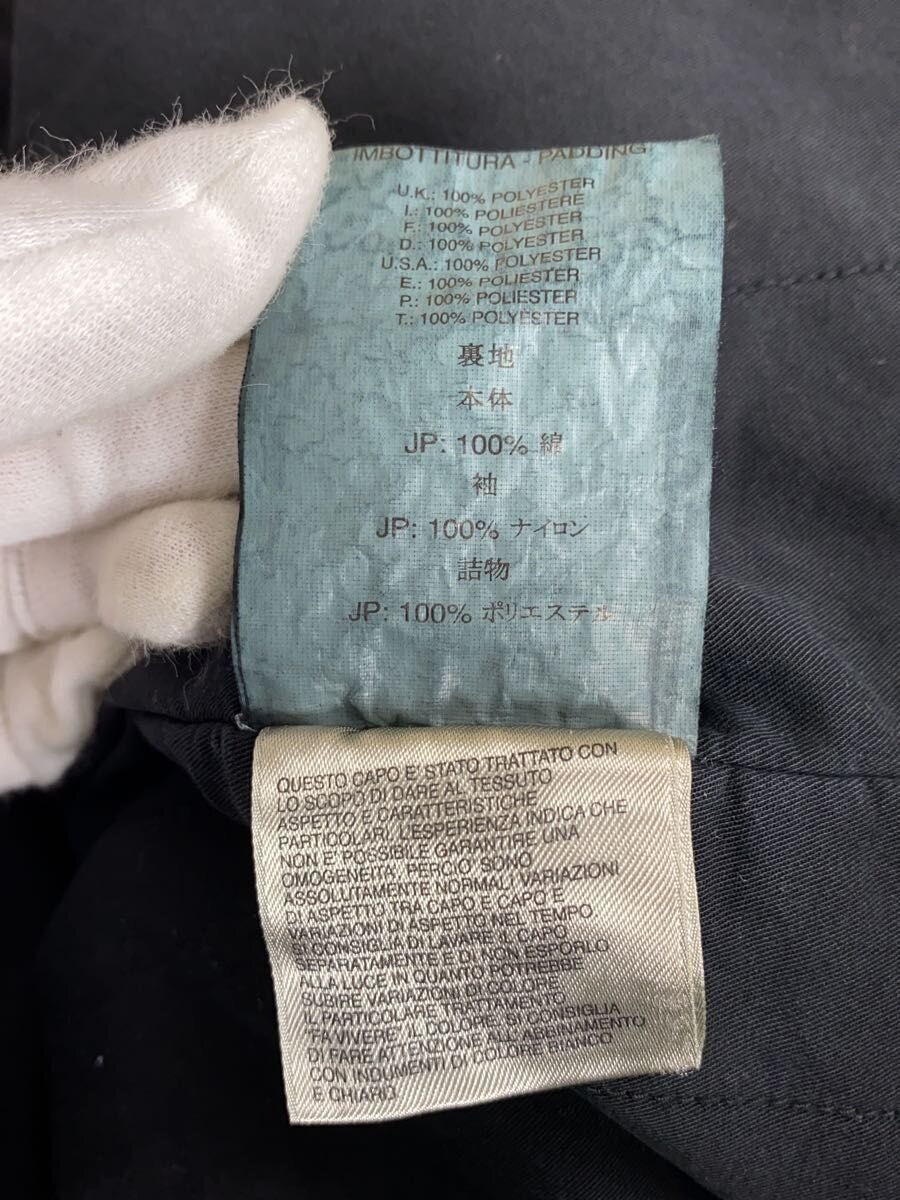 IMBOTTITURA - PADDING
U.K.: 100% POLYESTER
I.: 100% POLIESTERE
F.: 100% POLYESTER
D.: 100% POLYESTER
U.S.A.: 100% POLYESTER
E.: 100% POLIESTER
P.: 100% POLIESTER
T.: 100% POLYESTER
裏地
本体
JP: 100% 綿
袖
JP: 100% ナイロン
詰物
JP: 100% ポリエステル
QUESTO CAPO E' STATO TRATTATO CON
LO SCOPO DI DARE AL TESSUTO
ASPETTO E CARATTERISTICHE
PARTICOLARI. L'ESPERIENZA INDICA CHE
NON E' POSSIBILE GARANTIRE UNA
OMOGENEITA', PERCIO' SONO
ASSOLUTAMENTE NORMALI VARIAZIONI
DI ASPETTO TRA CAPO E CAPO E
VARIAZIONI DI ASPETTO NEL TEMPO
SI CONSIGLIA DI LAVARE IL CAPO
SEPARATAMENTE E DI NON ESPORLO
ALLA LUCE IN QUANTO POTREBBE
SUBIRE VARIAZIONI DI COLORE
IL PARTICOLARE TRATTAMENTO
'FA VIVERE' IL COLORE. SI CONSIGLIA
DI FARE ATTENZIONE ALL'ABBINAMENTO
CON INDUMENTI DI COLORE BIANCO
E CHIARO.